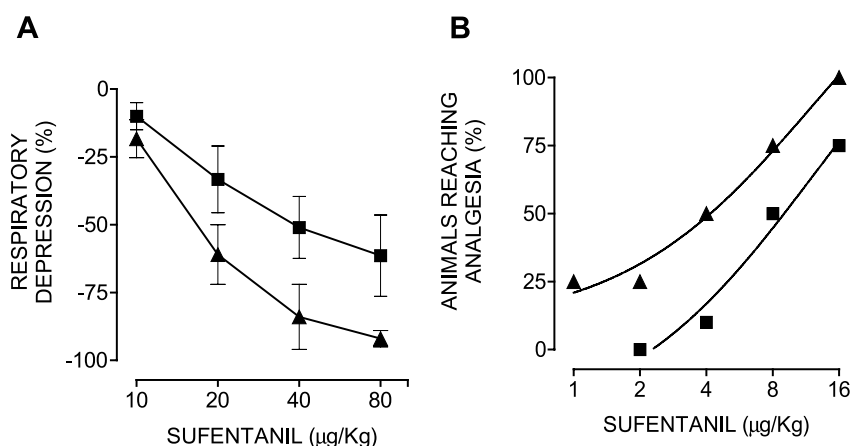 A
RESPIRATORY
DEPRESSION (%)
0
-25
-50
-75
-100
10 20 40 80
SUFENTANIL (µg/Kg)
B
ANIMALS REACHING
ANALGESIA (%)
100
75
50
25
0
1 2 4 8 16
SUFENTANIL (µg/Kg)